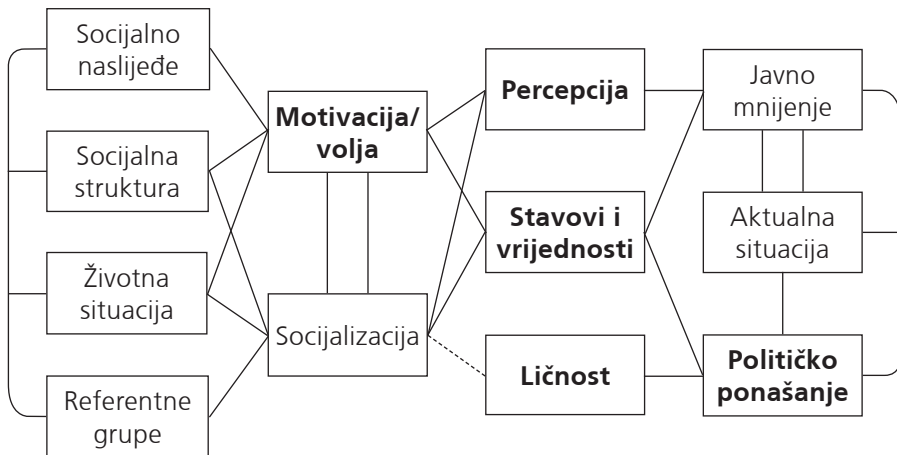 Socijalno
naslijeđe
Socijalna
struktura
Životna
situacija
Referentne
grupe
Motivacija/
volja
Socijalizacija
Percepcija
Stavovi i
vrijednosti
Ličnost
Javno
mnijenje
Aktualna
situacija
Političko
ponašanje